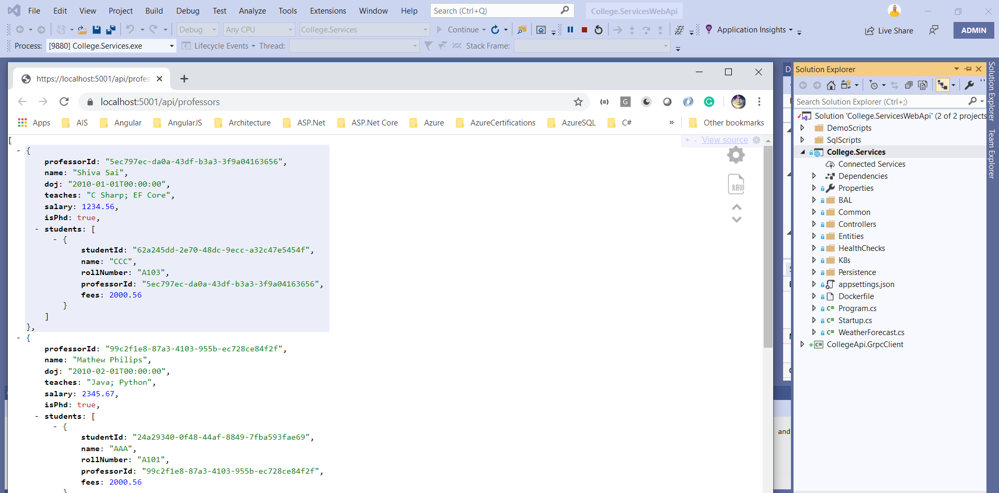 File Edit View Project Build Debug Test Analyze Tools Extensions Window Help Search (Ctrl+Q) College.ServicesWebApi
Debug Any CPU College.Services Continue Application Insights Live Share ADMIN
Process: [9880] College.Services.exe Lifecycle Events Thread: Stack Frame:
https://localhost:5001/api/profes
localhost:5001/api/professors
Apps AIS Angular AngularJS Architecture ASP.Net ASP.Net Core Azure AzureCertifications AzureSQL C# » Other bookmarks
+ - View source
RAW
[
- {
professorId: "5ec797ec-da0a-43df-b3a3-3f9a04163656",
name: "Shiva Sai",
doj: "2010-01-01T00:00:00",
teaches: "C Sharp; EF Core",
salary: 1234.56,
isPhd: true,
- students: [
- {
studentId: "62a245dd-2e70-48dc-9ecc-a32c47e5454f",
name: "CCC",
rollNumber: "A103",
professorId: "5ec797ec-da0a-43df-b3a3-3f9a04163656",
fees: 2000.56
}
]
},
- {
professorId: "99c2f1e8-87a3-4103-955b-ec728ce84f2f",
name: "Mathew Philips",
doj: "2010-02-01T00:00:00",
teaches: "Java; Python",
salary: 2345.67,
isPhd: true,
- students: [
- {
studentId: "24a29340-0f48-44af-8849-7fba593fae69",
name: "AAA",
rollNumber: "A101",
professorId: "99c2f1e8-87a3-4103-955b-ec728ce84f2f",
fees: 2000.56
}
and
Solution Explorer
Search Solution Explorer (Ctrl+;)
Solution 'College.ServicesWebApi' (2 of 2 projects
DemoScripts
SqlScripts
College.Services
Connected Services
Dependencies
Properties
BAL
Common
Controllers
Entities
HealthChecks
K8s
Persistence
appsettings.json
Dockerfile
C# Program.cs
C# Startup.cs
C# WeatherForecast.cs
C# CollegeApi.GrpcClient
Solution Explorer
Team Explorer